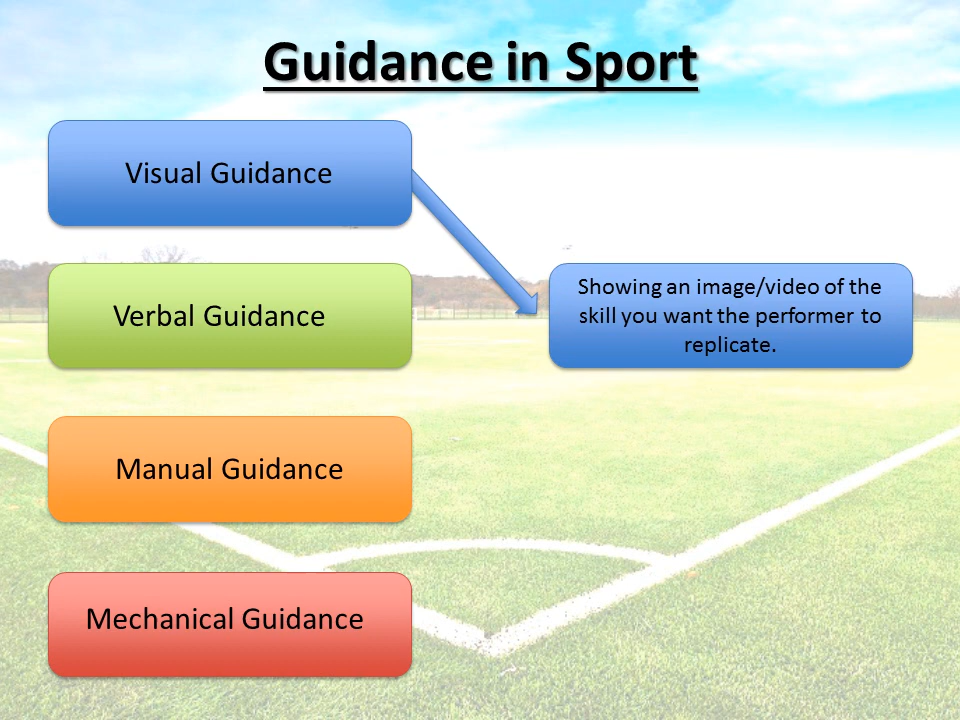 Guidance in Sport
Visual Guidance
Verbal Guidance
Showing an image/video of the
skill you want the performer to
replicate.
Manual Guidance
Mechanical Guidance